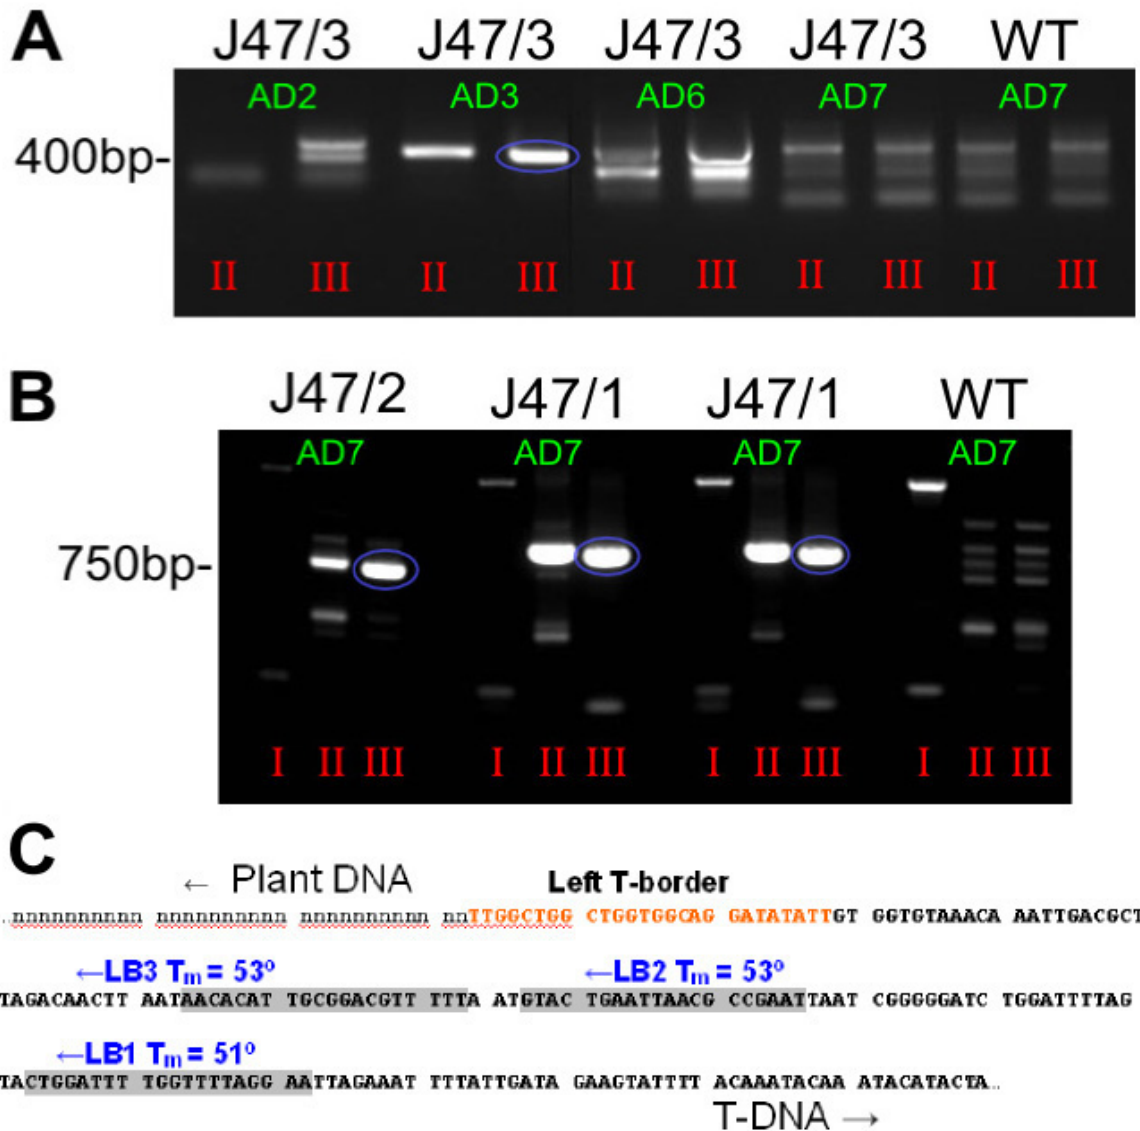 A
J47/3 J47/3 J47/3 J47/3 WT
AD2 AD3 AD6 AD7 AD7
400bp-
II III II III II III II III II III
B
J47/2 J47/1 J47/1 WT
AD7 AD7 AD7 AD7
750bp-
I II III I II III I II III I II III
C
← Plant DNA Left T-border
..nnnnnnnnnn nnnnnnnnnn nnnnnnnnnn nnTTGGCTGG CTGGTGGCAG GATATATTGT GGTGTAAACA AATTGACGCT
←LB3 Tm = 53º ←LB2 Tm = 53º
TAGACAACTT AATAACACAT TGCGGACGTT TTTA ATGTAC TGAATTAACG CCGAATTAAT CGGGGGATC TGGATTTTAG
←LB1 Tm = 51º
TACTGGATTT TGGTTTTAGG AATTAGAAAT TTTATTGATA GAAGTATTTT ACAAATACAA ATACATACTA...
T-DNA →